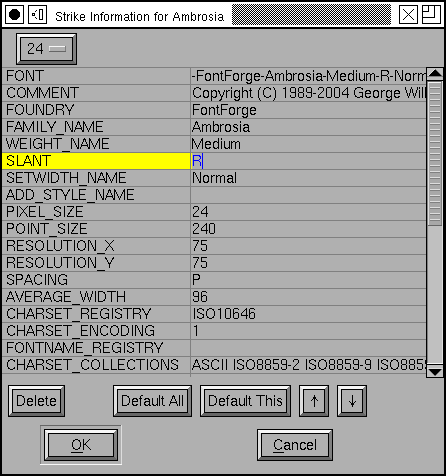 Strike Information for Ambrosia
24
FONT -FontForge-Ambrosia-Medium-R-Norm
COMMENT Copyright (C) 1989-2004 George Will
FOUNDRY FontForge
FAMILY_NAME Ambrosia
WEIGHT_NAME Medium
SLANT R
SETWIDTH_NAME Normal
ADD_STYLE_NAME
PIXEL_SIZE 24
POINT_SIZE 240
RESOLUTION_X 75
RESOLUTION_Y 75
SPACING P
AVERAGE_WIDTH 96
CHARSET_REGISTRY ISO10646
CHARSET_ENCODING 1
FONTNAME_REGISTRY
CHARSET_COLLECTIONS ASCII ISO8859-2 ISO8859-9 ISO8859
Delete Default All Default This ↑ ↓
OK Cancel